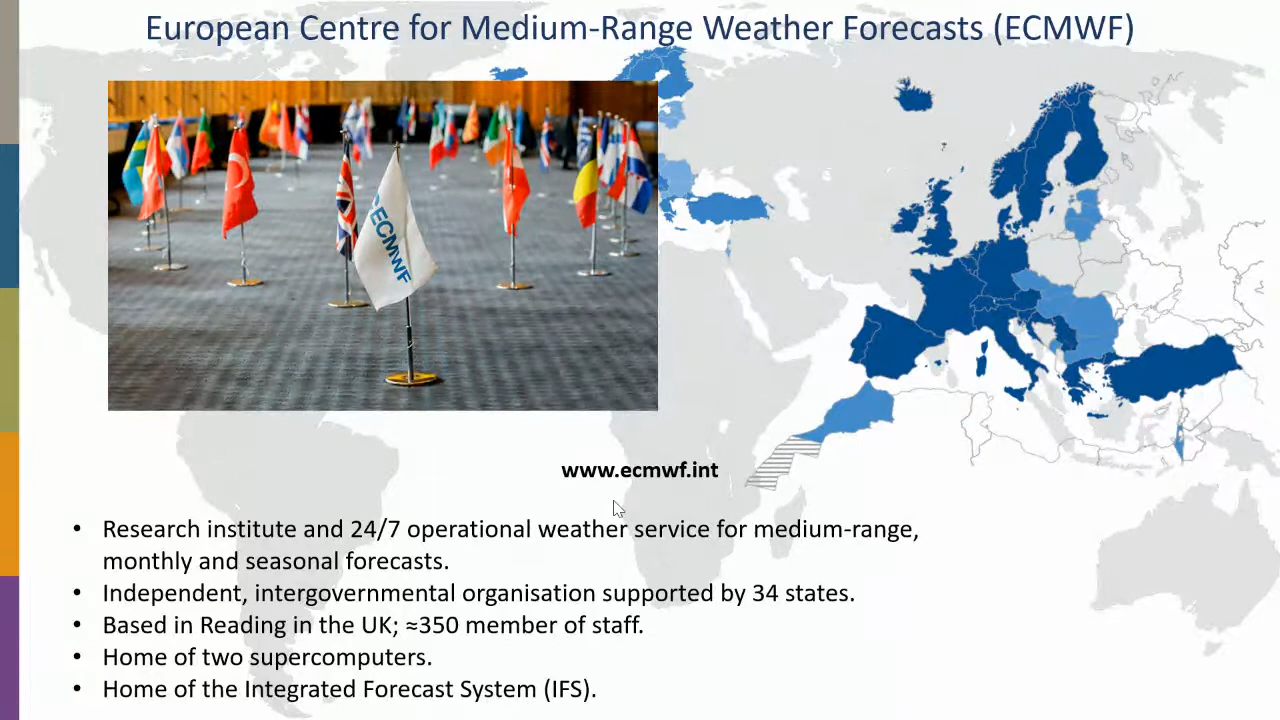 European Centre for Medium-Range Weather Forecasts (ECMWF)
ECMWF
www.ecmwf.int
• Research institute and 24/7 operational weather service for medium-range,
monthly and seasonal forecasts.
• Independent, intergovernmental organisation supported by 34 states.
• Based in Reading in the UK; ≈350 member of staff.
• Home of two supercomputers.
• Home of the Integrated Forecast System (IFS).